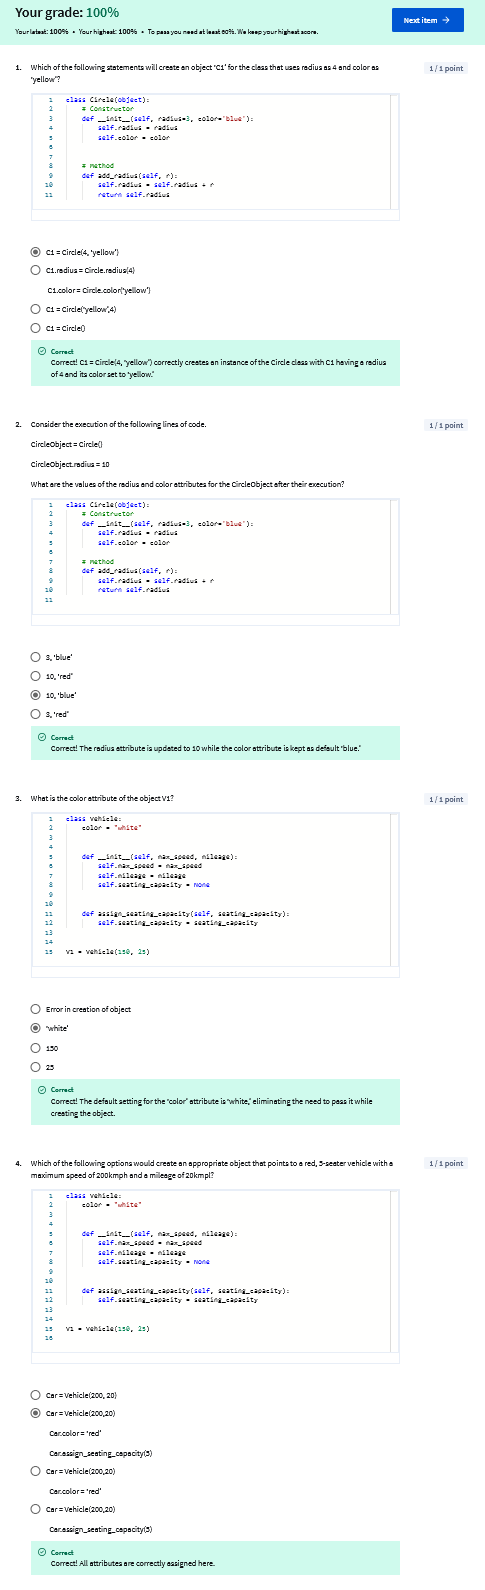 Your grade: 100%
Next item →
Your latest: 100% • Your highest: 100% • To pass you need at least 60%. We keep your highest score.
1. Which of the following statements will create an object 'C1' for the class that uses radius as 4 and color as
'yellow'?
1 / 1 point
1 class Circle(object):
2 # Constructor
3 def __init__(self, radius=3, color='blue'):
4 self.radius = radius
5 self.color = color
6
7
8 # Method
9 def add_radius(self, r):
10 self.radius = self.radius + r
11 return self.radius
C1 = Circle(4, 'yellow')
C1.radius = Circle.radius(4)
C1.color = Circle.color('yellow')
C1 = Circle('yellow',4)
C1 = Circle()
Correct
Correct! C1 = Circle(4, 'yellow') correctly creates an instance of the Circle class with C1 having a radius
of 4 and its color set to 'yellow.'
2. Consider the execution of the following lines of code.
1 / 1 point
CircleObject = Circle()
CircleObject.radius = 10
What are the values of the radius and color attributes for the CircleObject after their execution?
1 class Circle(object):
2 # Constructor
3 def __init__(self, radius=3, color='blue'):
4 self.radius = radius
5 self.color = color
6
7 # Method
8 def add_radius(self, r):
9 self.radius = self.radius + r
10 return self.radius
11
3, 'blue'
10, 'red'
10, 'blue'
3, 'red'
Correct
Correct! The radius attribute is updated to 10 while the color attribute is kept as default 'blue.'
3. What is the color attribute of the object V1?
1 / 1 point
1 class Vehicle:
2 color = "white"
3
4
5 def __init__(self, max_speed, mileage):
6 self.max_speed = max_speed
7 self.mileage = mileage
8 self.seating_capacity = None
9
10
11 def assign_seating_capacity(self, seating_capacity):
12 self.seating_capacity = seating_capacity
13
14
15 V1 = Vehicle(150, 25)
Error in creation of object
'white'
150
25
Correct
Correct! The default setting for the 'color' attribute is 'white,' eliminating the need to pass it while
creating the object.
4. Which of the following options would create an appropriate object that points to a red, 5-seater vehicle with a
maximum speed of 200kmph and a mileage of 20kmpl?
1 / 1 point
1 class Vehicle:
2 color = "white"
3
4
5 def __init__(self, max_speed, mileage):
6 self.max_speed = max_speed
7 self.mileage = mileage
8 self.seating_capacity = None
9
10
11 def assign_seating_capacity(self, seating_capacity):
12 self.seating_capacity = seating_capacity
13
14
15 V1 = Vehicle(150, 25)
16
Car = Vehicle(200, 20)
Car = Vehicle(200,20)
Car.color = 'red'
Car.assign_seating_capacity(5)
Car = Vehicle(200,20)
Car.color = 'red'
Car = Vehicle(200,20)
Car.assign_seating_capacity(5)
Correct
Correct! All attributes are correctly assigned here.